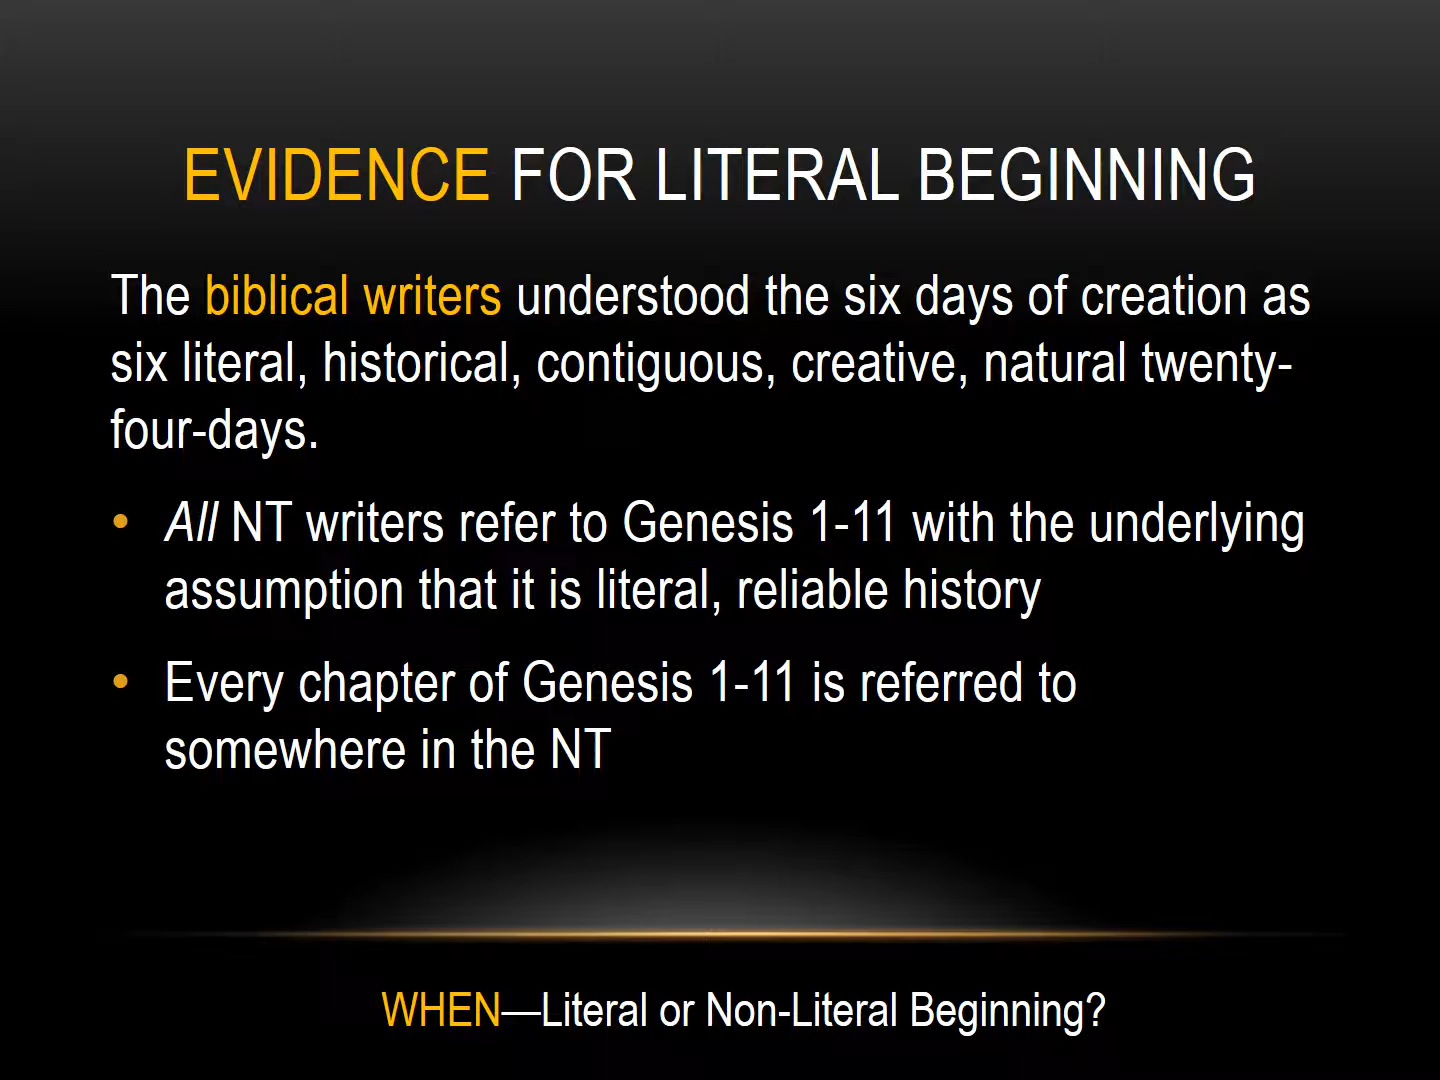 EVIDENCE FOR LITERAL BEGINNING
The biblical writers understood the six days of creation as
six literal, historical, contiguous, creative, natural twenty-
four-days.
• All NT writers refer to Genesis 1-11 with the underlying
assumption that it is literal, reliable history
• Every chapter of Genesis 1-11 is referred to
somewhere in the NT
WHEN—Literal or Non-Literal Beginning?